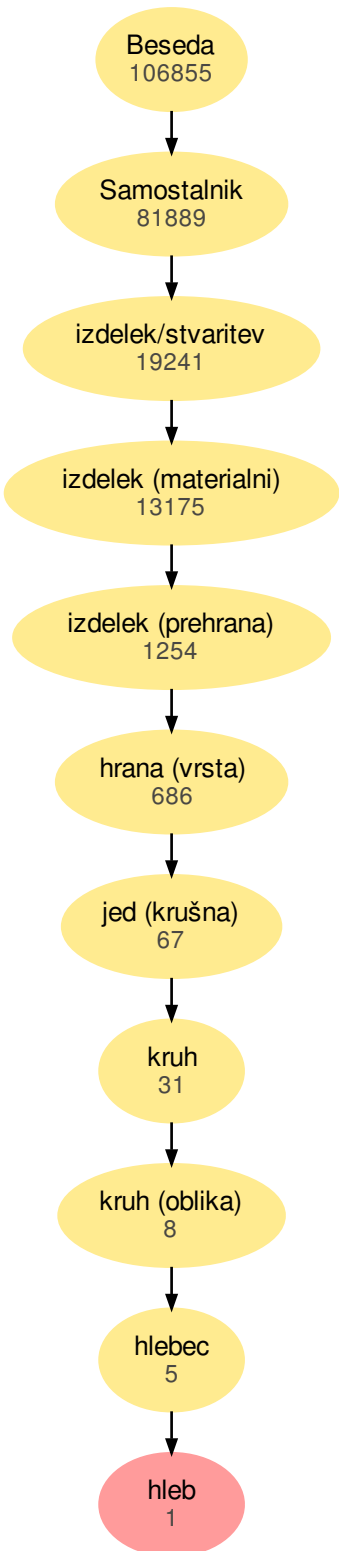 Beseda
106855
Samostalnik
81889
izdelek/stvaritev
19241
izdelek (materialni)
13175
izdelek (prehrana)
1254
hrana (vrsta)
686
jed (krušna)
67
kruh
31
kruh (oblika)
8
hlebec
5
hleb
1